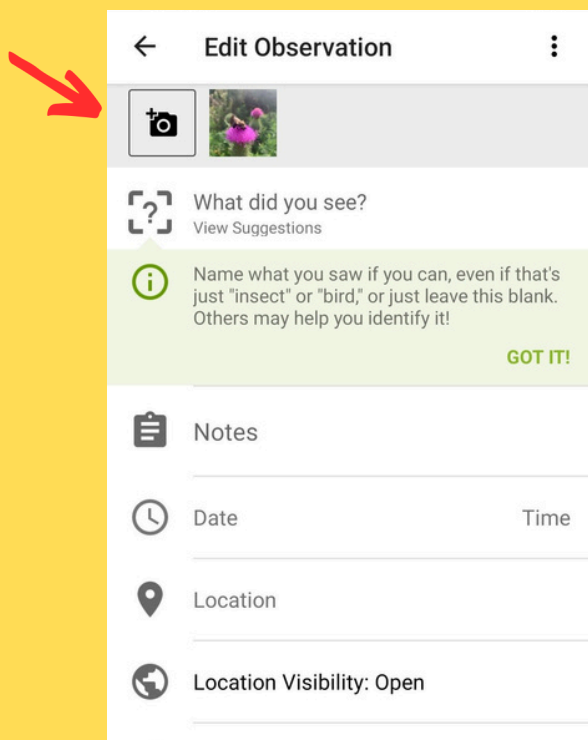 Edit Observation
What did you see?
View Suggestions
Name what you saw if you can, even if that's
just "insect" or "bird," or just leave this blank.
Others may help you identify it!
GOT IT!
Notes
Date Time
Location
Location Visibility: Open